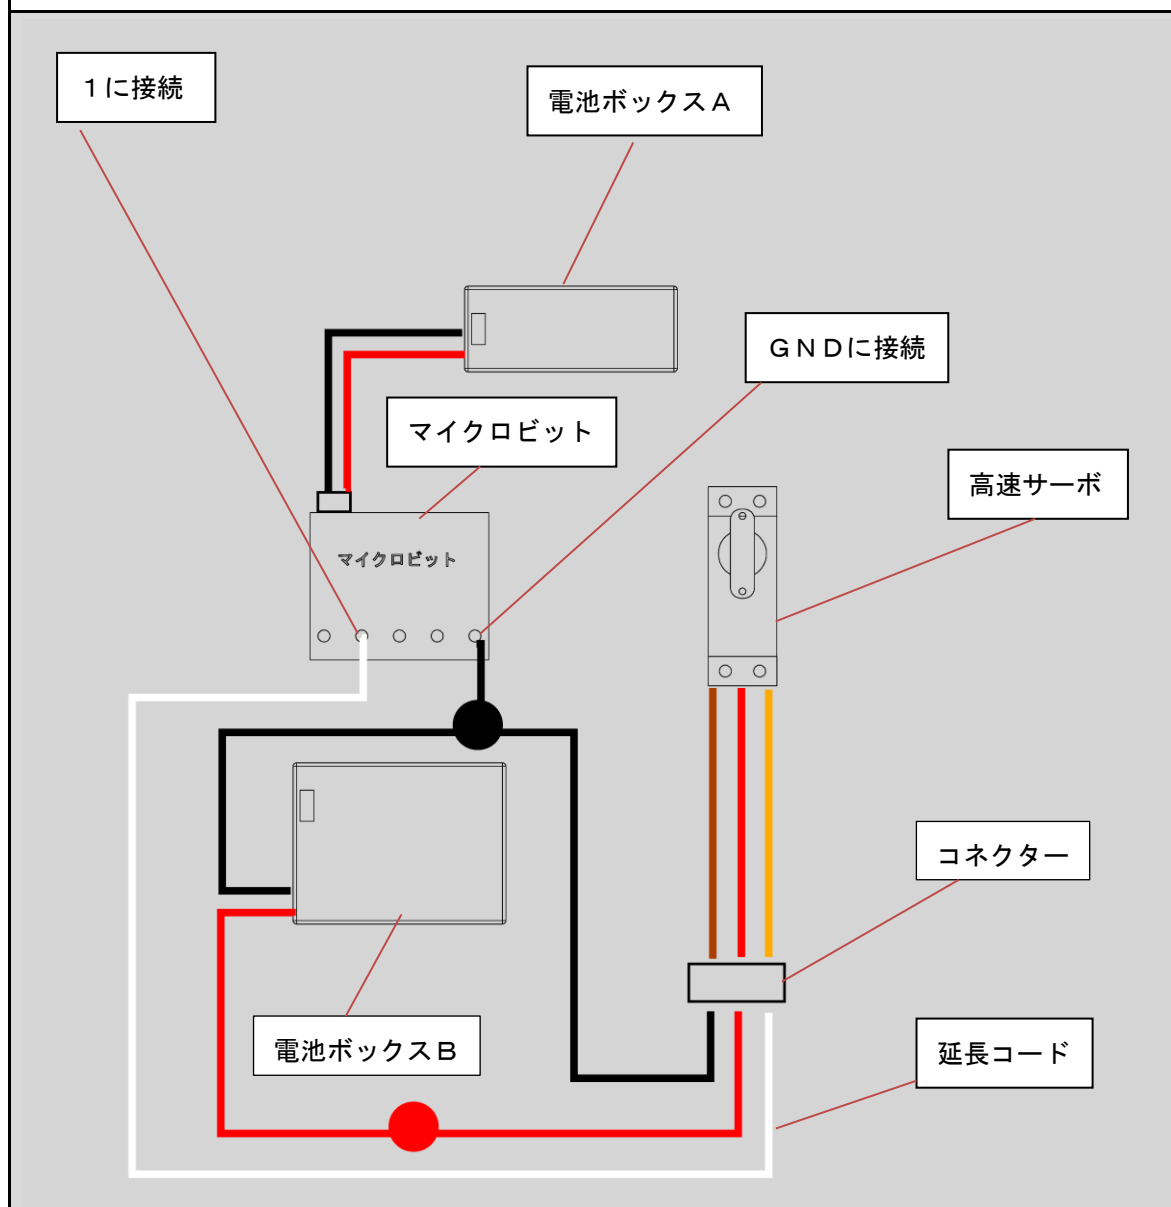 １に接続
電池ボックスＡ
ＧＮＤに接続
マイクロビット
高速サーボ
マイクロビット
コネクター
電池ボックスＢ
延長コード